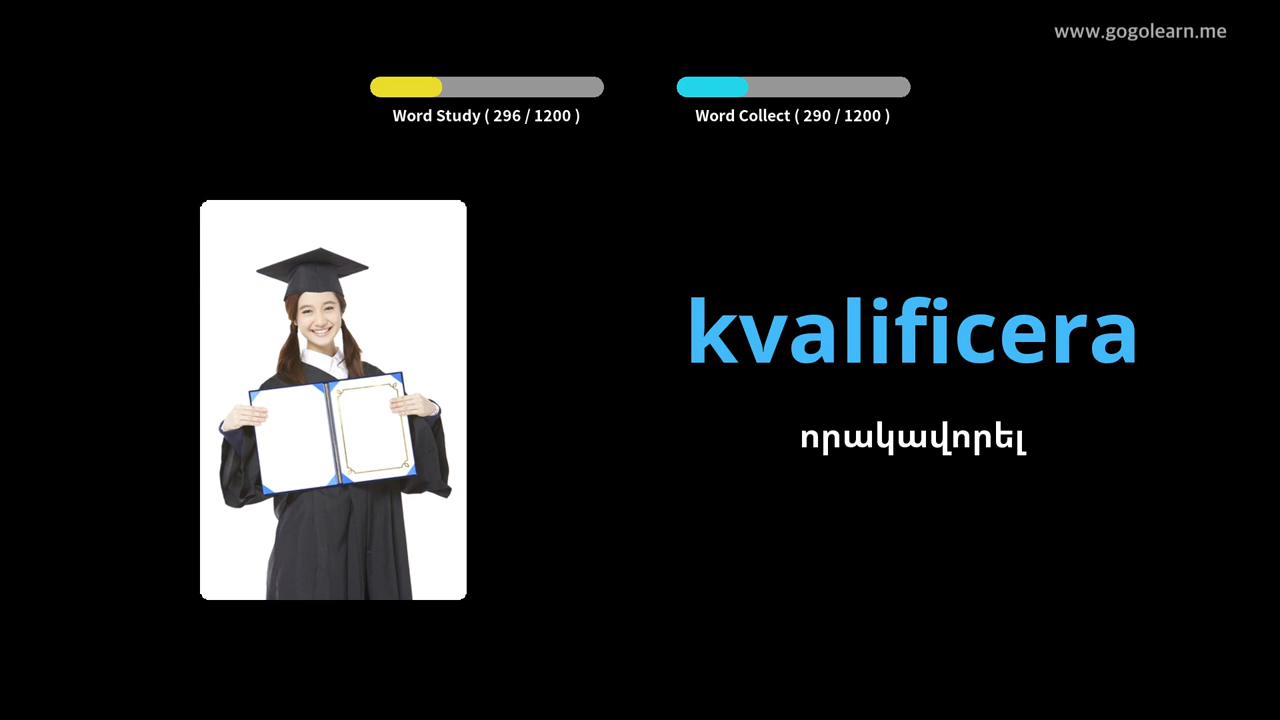 www.gogolearn.me
Word Study ( 296 / 1200 )
Word Collect ( 290 / 1200 )
kvalificera
որակավորել